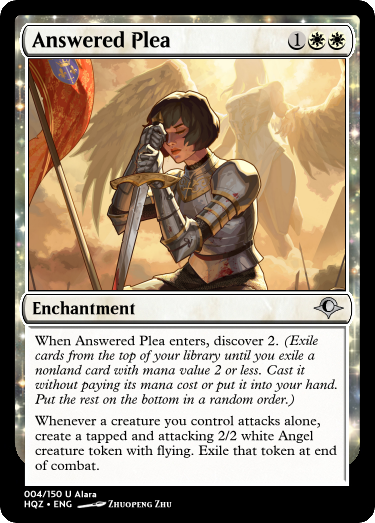 Answered Plea 1
Enchantment
When Answered Plea enters, discover 2. (Exile
cards from the top of your library until you exile a
nonland card with mana value 2 or less. Cast it
without paying its mana cost or put it into your hand.
Put the rest on the bottom in a random order.)
Whenever a creature you control attacks alone,
create a tapped and attacking 2/2 white Angel
creature token with flying. Exile that token at end
of combat.
004/150 U Alara
HQZ • ENG Zhuopeng Zhu